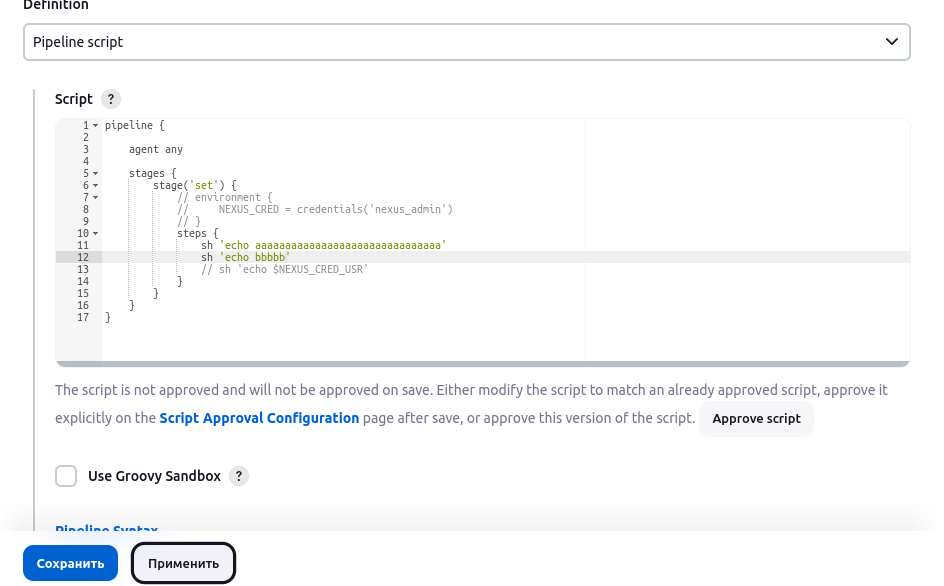 Definition
Pipeline script
Script ?
1 pipeline {
2
3     agent any
4
5     stages {
6         stage('set') {
7             // environment {
8             //     NEXUS_CRED = credentials('nexus_admin')
9             // }
10             steps {
11                 sh 'echo aaaaaaaaaaaaaaaaaaaaaaaaaaaaaaa'
12                 sh 'echo bbbbb'
13                 // sh 'echo $NEXUS_CRED_USR'
14             }
15         }
16     }
17 }
The script is not approved and will not be approved on save. Either modify the script to match an already approved script, approve it
explicitly on the Script Approval Configuration page after save, or approve this version of the script. Approve script
Use Groovy Sandbox ?
Pipeline Syntax
Сохранить Применить